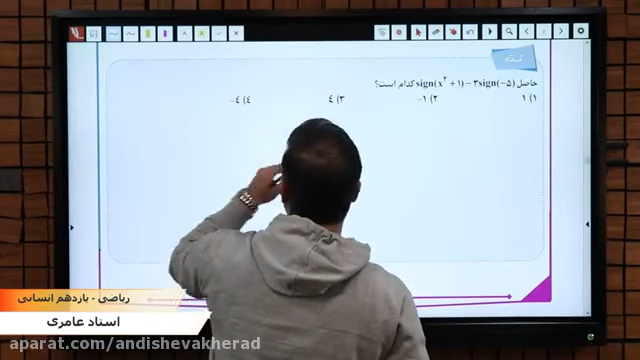 تست
حاصل sign(x² + 1) − ۳sign(−۵) کدام است؟
۱) ۱ ۲) ۱- ۳) ۴ ۴) ۴-
ریاضی - یازدهم انسانی
استاد عامری
aparat.com/andishevakherad